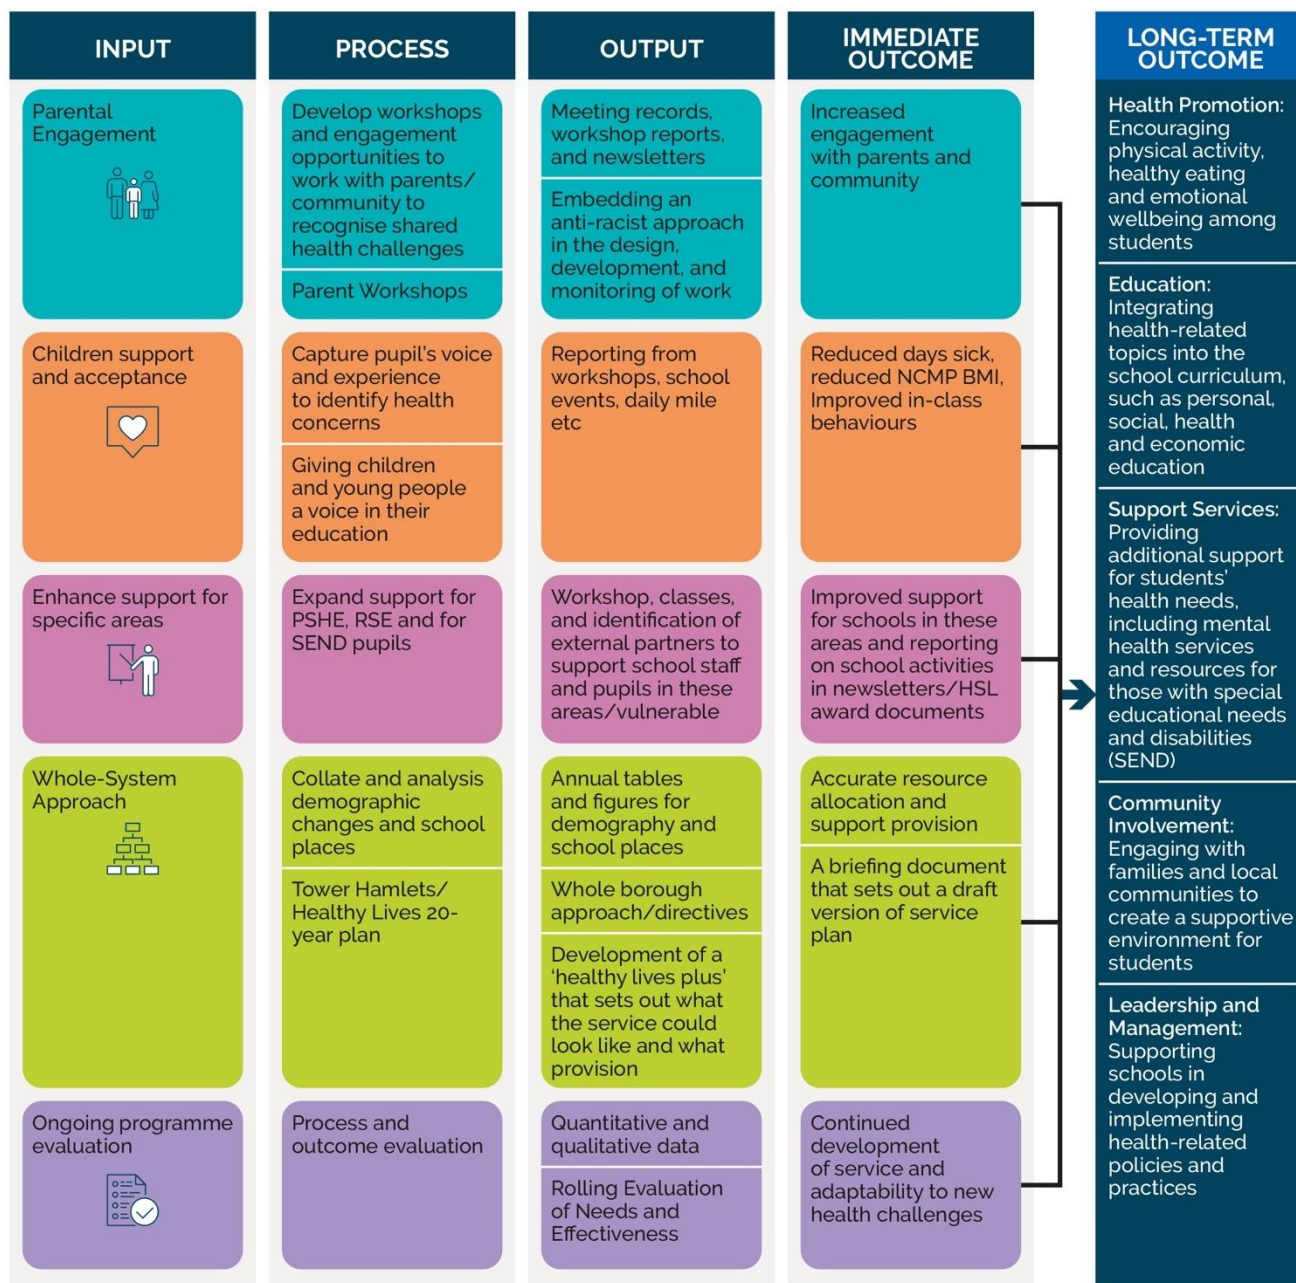 INPUT
PROCESS
OUTPUT
IMMEDIATE
OUTCOME
LONG-TERM
OUTCOME
Parental
Engagement
Develop workshops
and engagement
opportunities to
work with parents/
community to
recognise shared
health challenges
Parent Workshops
Meeting records,
workshop reports,
and newsletters
Embedding an
anti-racist approach
in the design,
development, and
monitoring of work
Increased
engagement
with parents and
community
Children support
and acceptance
Capture pupil's voice
and experience
to identify health
concerns
Giving children
and young people
a voice in their
education
Reporting from
workshops, school
events, daily mile
etc
Reduced days sick,
reduced NCMP BMI,
Improved in-class
behaviours
Enhance support for
specific areas
Expand support for
PSHE, RSE and for
SEND pupils
Workshop, classes,
and identification of
external partners to
support school staff
and pupils in these
areas/vulnerable
Improved support
for schools in these
areas and reporting
on school activities
in newsletters/HSL
award documents
Whole-System
Approach
Collate and analysis
demographic
changes and school
places
Tower Hamlets/
Healthy Lives 20-
year plan
Annual tables
and figures for
demography and
school places
Whole borough
approach/directives
Development of a
‘healthy lives plus’
that sets out what
the service could
look like and what
provision
Accurate resource
allocation and
support provision
A briefing document
that sets out a draft
version of service
plan
Ongoing programme
evaluation
Process and
outcome evaluation
Quantitative and
qualitative data
Rolling Evaluation
of Needs and
Effectiveness
Continued
development
of service and
adaptability to new
health challenges
Health Promotion:
Encouraging
physical activity,
healthy eating
and emotional
wellbeing among
students
Education:
Integrating
health-related
topics into the
school curriculum,
such as personal,
social, health
and economic
education
Support Services:
Providing
additional support
for students’
health needs,
including mental
health services
and resources for
those with special
educational needs
and disabilities
(SEND)
Community
Involvement:
Engaging with
families and local
communities to
create a supportive
environment for
students
Leadership and
Management:
Supporting
schools in
developing and
implementing
health-related
policies and
practices